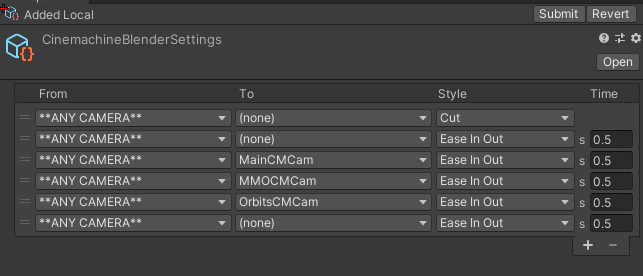 Added Local Submit Revert
CinemachineBlenderSettings
Open
From To Style Time
**ANY CAMERA** (none) Cut
**ANY CAMERA** (none) Ease In Out s 0.5
**ANY CAMERA** MainCMCam Ease In Out s 0.5
**ANY CAMERA** MMOCMCam Ease In Out s 0.5
**ANY CAMERA** OrbitsCMCam Ease In Out s 0.5
**ANY CAMERA** (none) Ease In Out s 0.5